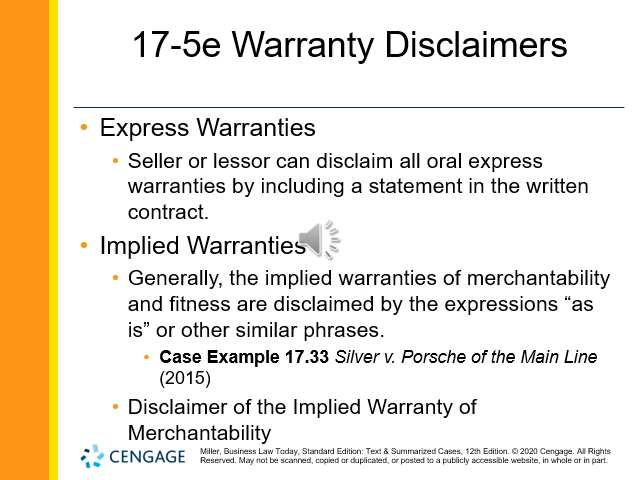 17-5e Warranty Disclaimers
• Express Warranties
• Seller or lessor can disclaim all oral express
warranties by including a statement in the written
contract.
• Implied Warranties
• Generally, the implied warranties of merchantability
and fitness are disclaimed by the expressions “as
is” or other similar phrases.
• Case Example 17.33 Silver v. Porsche of the Main Line
(2015)
• Disclaimer of the Implied Warranty of
Merchantability
CENGAGE
Miller, Business Law Today, Standard Edition: Text & Summarized Cases, 12th Edition. © 2020 Cengage. All Rights
Reserved. May not be scanned, copied or duplicated, or posted to a publicly accessible website, in whole or in part.